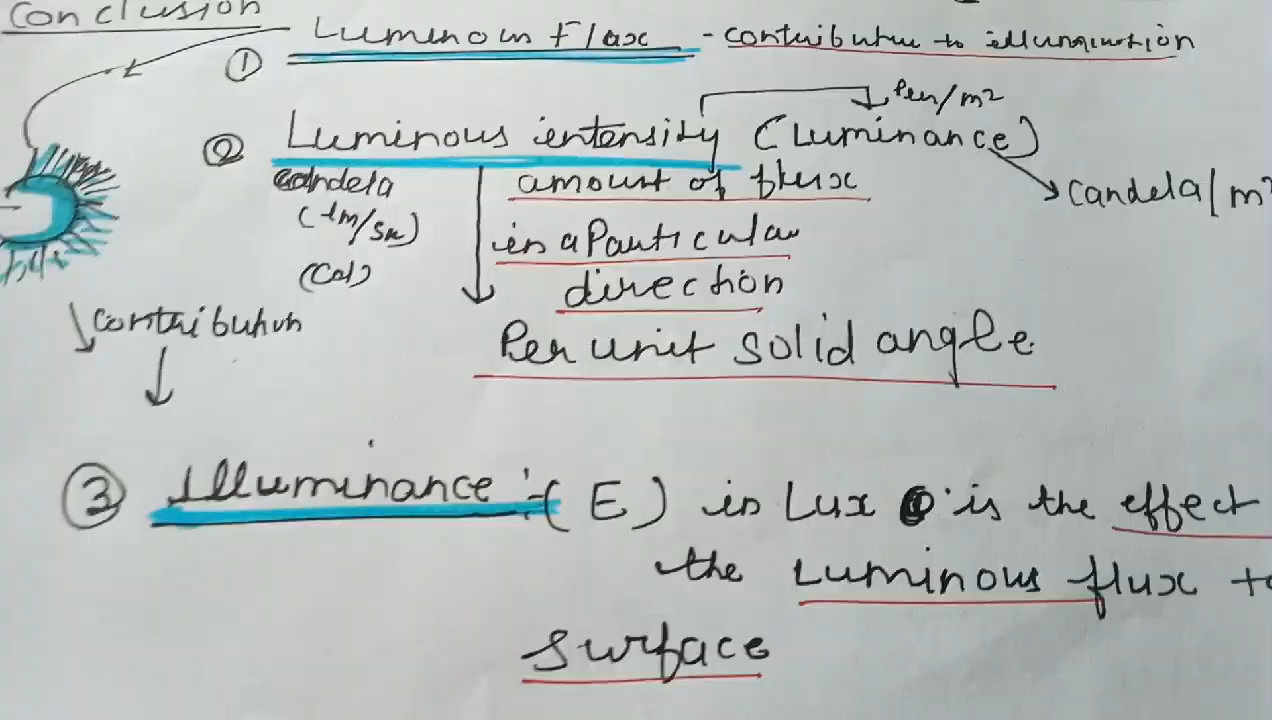 Conclusion
① Luminous Flux - contribution to illumination
Per/m²
② Luminous intensity (Luminance)
Candela/m²
candela
(lm/Sr)
(Cd)
amount of flux
in a Particular
direction
Per unit solid angle
contribution
③ Illuminance :- (E) in Lux is the effect
the Luminous flux to
surface